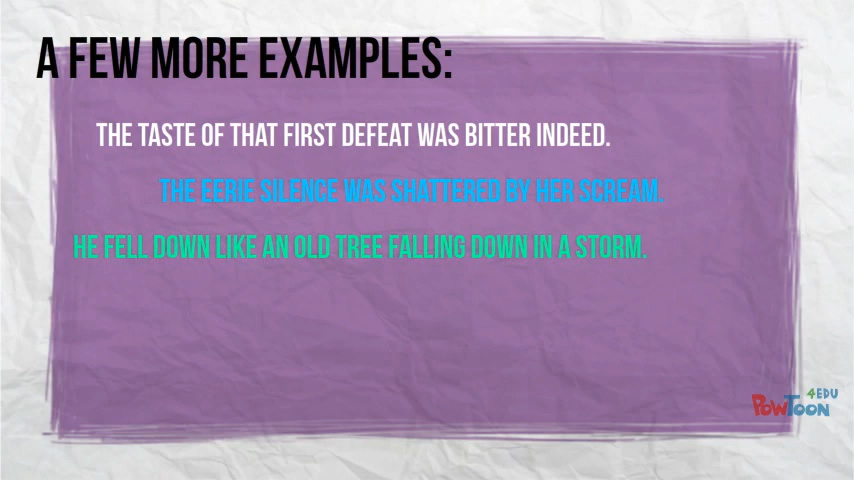 A FEW MORE EXAMPLES:
THE TASTE OF THAT FIRST DEFEAT WAS BITTER INDEED.
THE EERIE SILENCE WAS SHATTERED BY HER SCREAM.
HE FELL DOWN LIKE AN OLD TREE FALLING DOWN IN A STORM.
4EDU
POWTOON